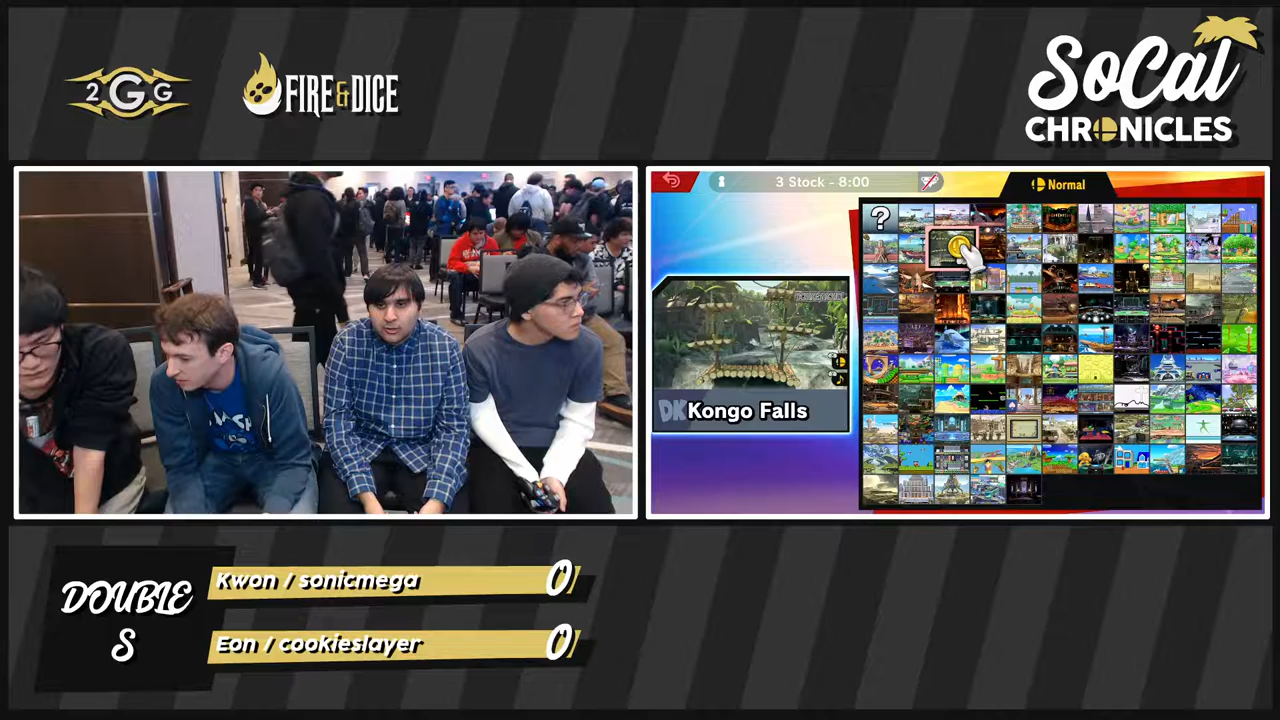 2GG
FIRE&DICE
SoCal
CHRONICLES
3 Stock - 8:00
Normal
?
DK Kongo Falls
DOUBLE
S
Kwon / sonicmega
0
Eon / cookieslayer
0